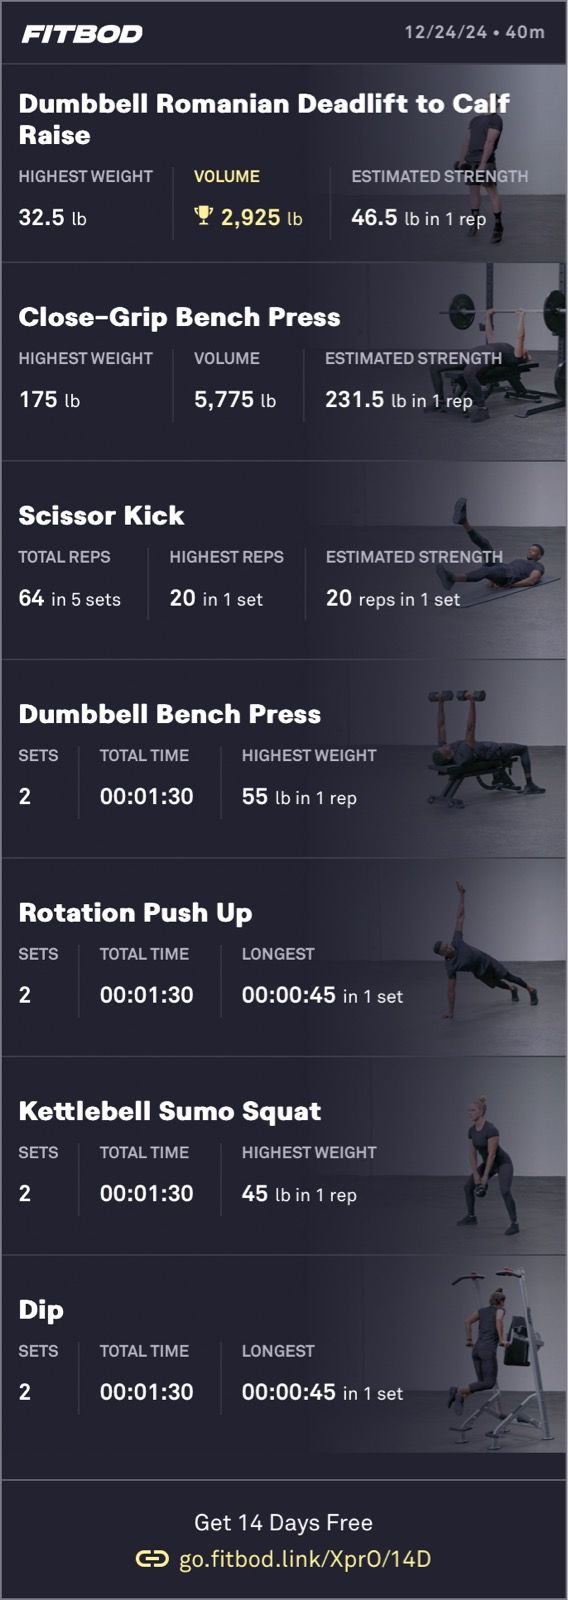 FITBOD
12/24/24 • 40m
Dumbbell Romanian Deadlift to Calf
Raise
HIGHEST WEIGHT VOLUME ESTIMATED STRENGTH
32.5 lb 2,925 lb 46.5 lb in 1 rep
Close-Grip Bench Press
HIGHEST WEIGHT VOLUME ESTIMATED STRENGTH
175 lb 5,775 lb 231.5 lb in 1 rep
Scissor Kick
TOTAL REPS HIGHEST REPS ESTIMATED STRENGTH
64 in 5 sets 20 in 1 set 20 reps in 1 set
Dumbbell Bench Press
SETS TOTAL TIME HIGHEST WEIGHT
2 00:01:30 55 lb in 1 rep
Rotation Push Up
SETS TOTAL TIME LONGEST
2 00:01:30 00:00:45 in 1 set
Kettlebell Sumo Squat
SETS TOTAL TIME HIGHEST WEIGHT
2 00:01:30 45 lb in 1 rep
Dip
SETS TOTAL TIME LONGEST
2 00:01:30 00:00:45 in 1 set
Get 14 Days Free
go.fitbod.link/XprO/14D